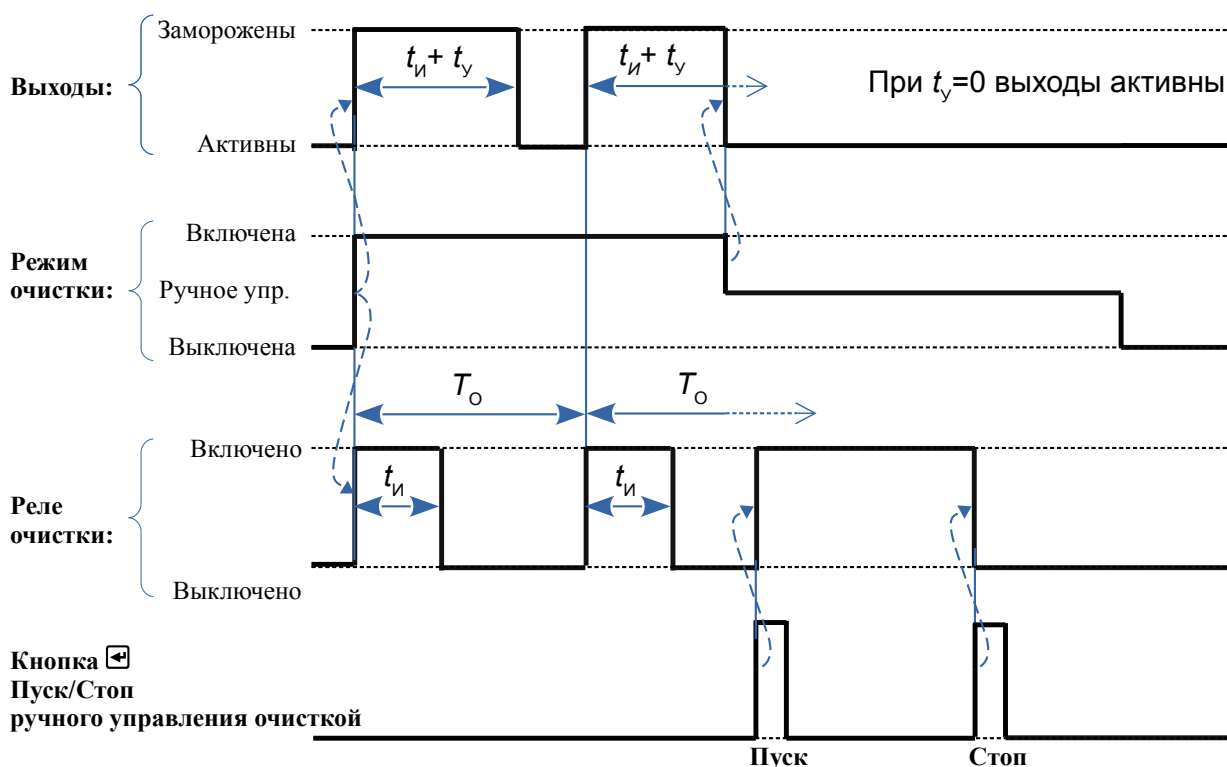 Заморожены
Выходы:
tИ+ tУ
tИ+ tУ
При tУ=0 выходы активны
Активны
Включена
Режим
очистки:
Ручное упр.
Выключена
TО
TО
Включено
Реле
очистки:
tИ
tИ
Выключено
Кнопка
Пуск/Стоп
ручного управления очисткой
Пуск
Стоп